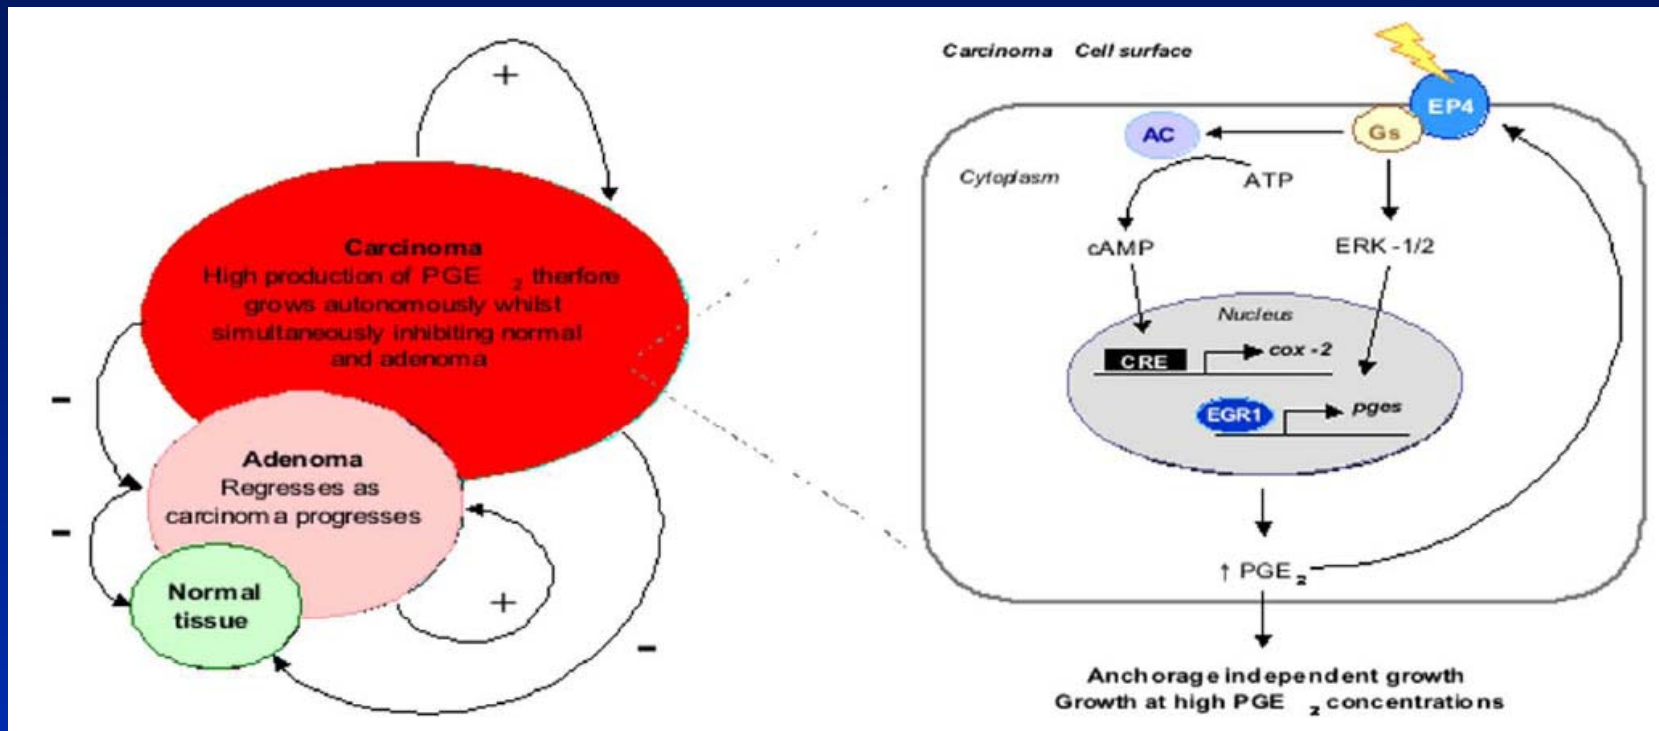 +
Carcinoma
High production of PGE 2 therfore
grows autonomously whilst
simultaneously inhibiting normal
and adenoma
-
Adenoma
Regresses as
carcinoma progresses
-
Normal
tissue
+
-
Carcinoma Cell surface
EP4
Gs
AC
Cytoplasm
ATP
cAMP
ERK -1/2
Nucleus
CRE
cox -2
EGR1
pges
↑ PGE 2
Anchorage independent growth
Growth at high PGE 2 concentrations